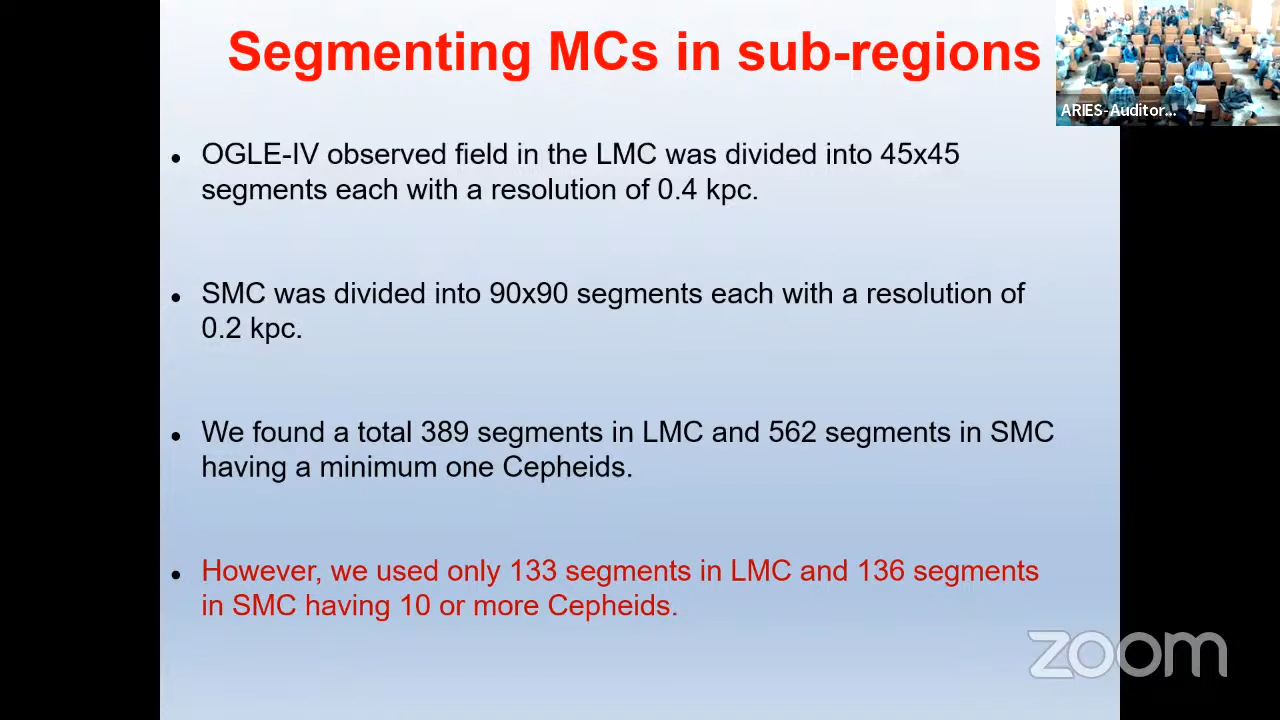 Segmenting MCs in sub-regions
ARIES-Auditor...
• OGLE-IV observed field in the LMC was divided into 45x45
segments each with a resolution of 0.4 kpc.
• SMC was divided into 90x90 segments each with a resolution of
0.2 kpc.
• We found a total 389 segments in LMC and 562 segments in SMC
having a minimum one Cepheids.
• However, we used only 133 segments in LMC and 136 segments
in SMC having 10 or more Cepheids.
zoom